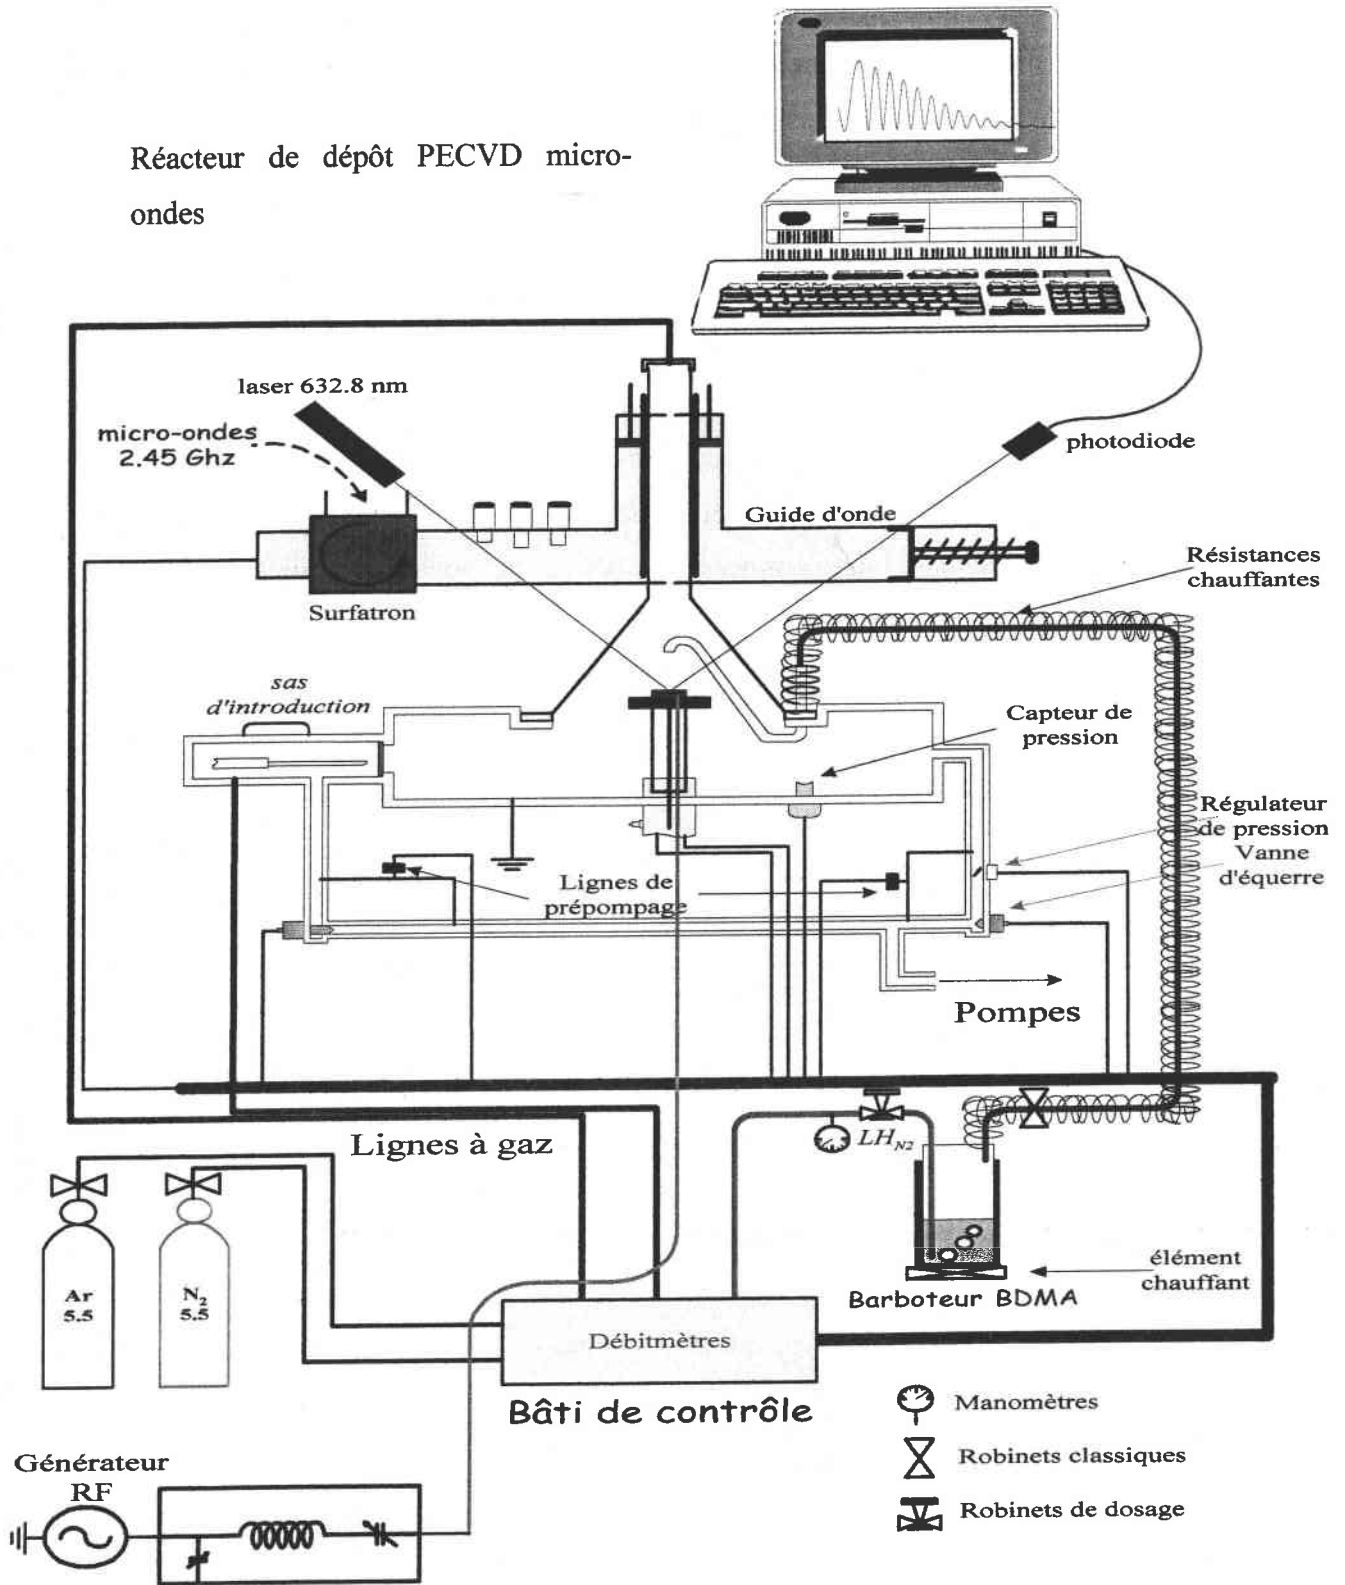 Réacteur de dépôt PECVD micro-
ondes
laser 632.8 nm
micro-ondes
2.45 Ghz
photodiode
Guide d'onde
Surfatron
Résistances
chauffantes
sas
d'introduction
Capteur de
pression
Régulateur
de pression
Vanne
d'équerre
Lignes de
prépompage
Pompes
Lignes à gaz
LH_N2
Ar
5.5
N2
5.5
élément
chauffant
Barboteur BDMA
Débitmètres
Bâti de contrôle
Manomètres
Robinets classiques
Robinets de dosage
Générateur
RF